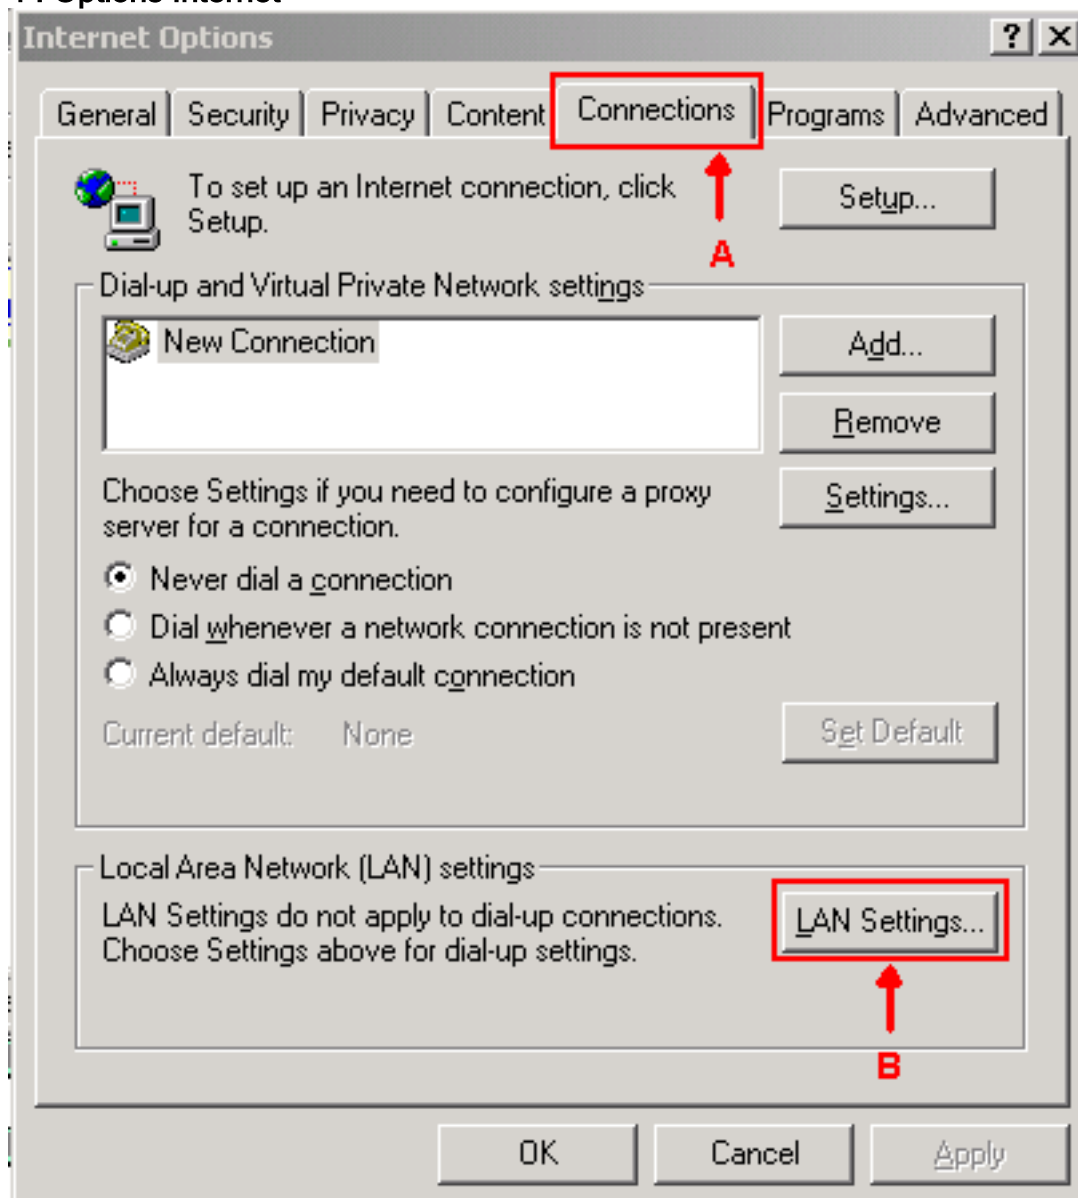 Options Internet
Internet Options
? X
General Security Privacy Content Connections Programs Advanced
To set up an Internet connection, click
Setup.
Setup...
A
Dial-up and Virtual Private Network settings
New Connection
Add...
Remove
Choose Settings if you need to configure a proxy
server for a connection.
Settings...
Never dial a connection
Dial whenever a network connection is not present
Always dial my default connection
Current default: None
Set Default
Local Area Network (LAN) settings
LAN Settings do not apply to dial-up connections.
Choose Settings above for dial-up settings.
LAN Settings...
B
OK Cancel Apply